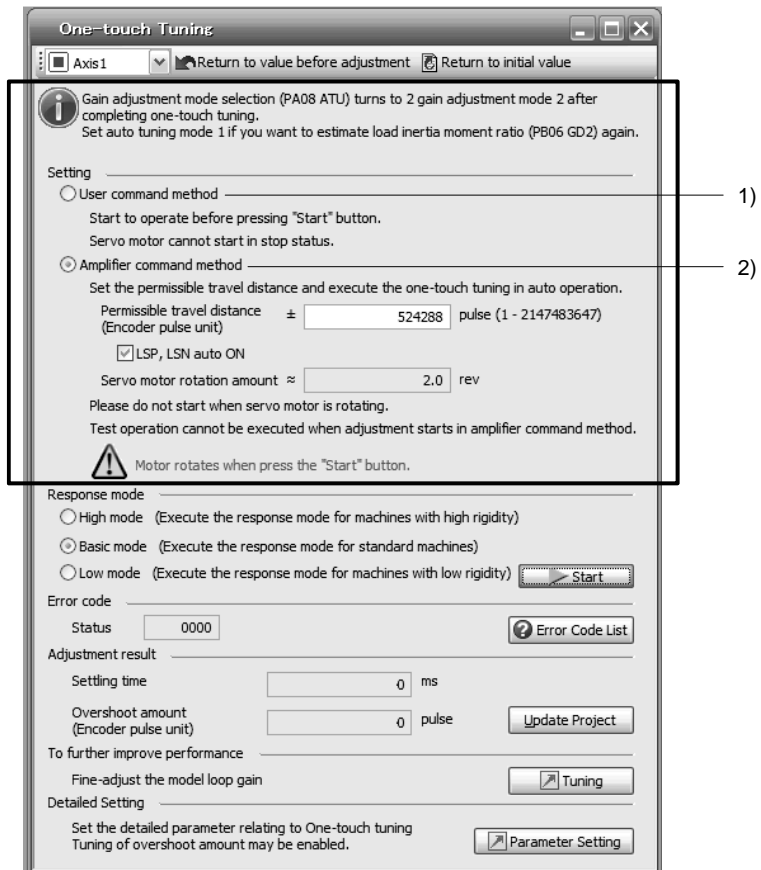 One-touch Tuning
Axis1 Return to value before adjustment Return to initial value
Gain adjustment mode selection (PA08 ATU) turns to 2 gain adjustment mode 2 after
completing one-touch tuning.
Set auto tuning mode 1 if you want to estimate load inertia moment ratio (PB06 GD2) again.
Setting
User command method 1)
Start to operate before pressing "Start" button.
Servo motor cannot start in stop status.
Amplifier command method 2)
Set the permissible travel distance and execute the one-touch tuning in auto operation.
Permissible travel distance ± 524288 pulse (1 - 2147483647)
(Encoder pulse unit)
LSP, LSN auto ON
Servo motor rotation amount ≈ 2.0 rev
Please do not start when servo motor is rotating.
Test operation cannot be executed when adjustment starts in amplifier command method.
Motor rotates when press the "Start" button.
Response mode
High mode (Execute the response mode for machines with high rigidity)
Basic mode (Execute the response mode for standard machines)
Low mode (Execute the response mode for machines with low rigidity) Start
Error code
Status 0000 Error Code List
Adjustment result
Settling time 0 ms
Overshoot amount 0 pulse Update Project
(Encoder pulse unit)
To further improve performance
Fine-adjust the model loop gain Tuning
Detailed Setting
Set the detailed parameter relating to One-touch tuning
Tuning of overshoot amount may be enabled. Parameter Setting